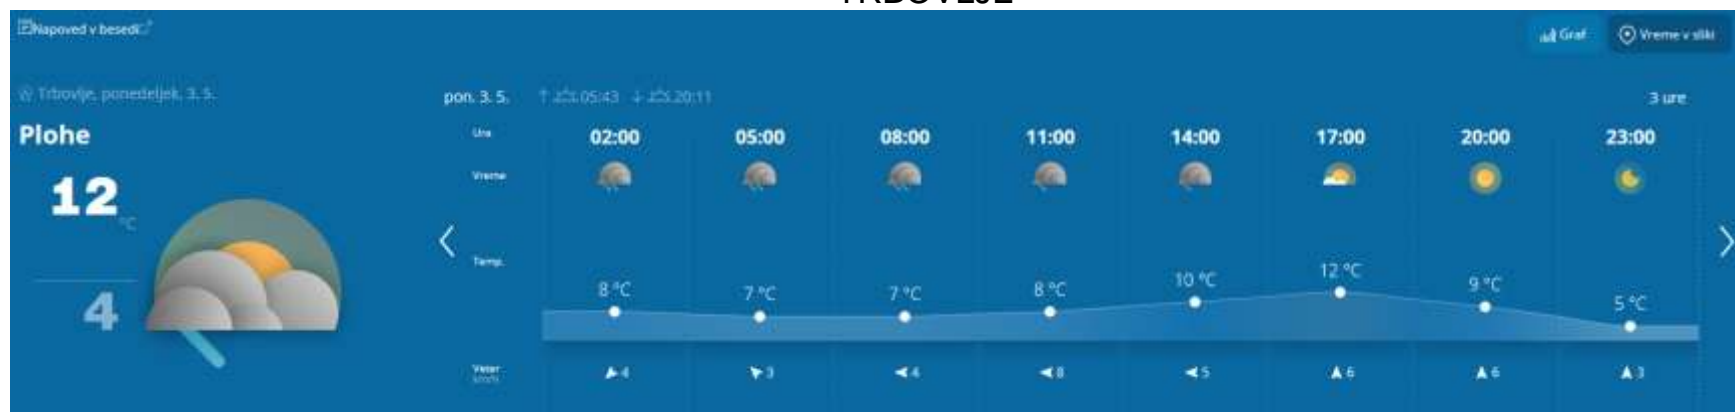 TRBOVLJE
Napoved v besedi
Graf
Vreme v sliki
Trbovlje, ponedeljek, 3. 5.
pon. 3. 5. ↑ 05:43 ↓ 20:11
3 ure
Plohe
Ura 02:00 05:00 08:00 11:00 14:00 17:00 20:00 23:00
Vreme
12 °C
4
Temp.
8 °C 7 °C 7 °C 8 °C 10 °C 12 °C 9 °C 5 °C
Veter 4 3 4 8 5 6 6 3
km/h